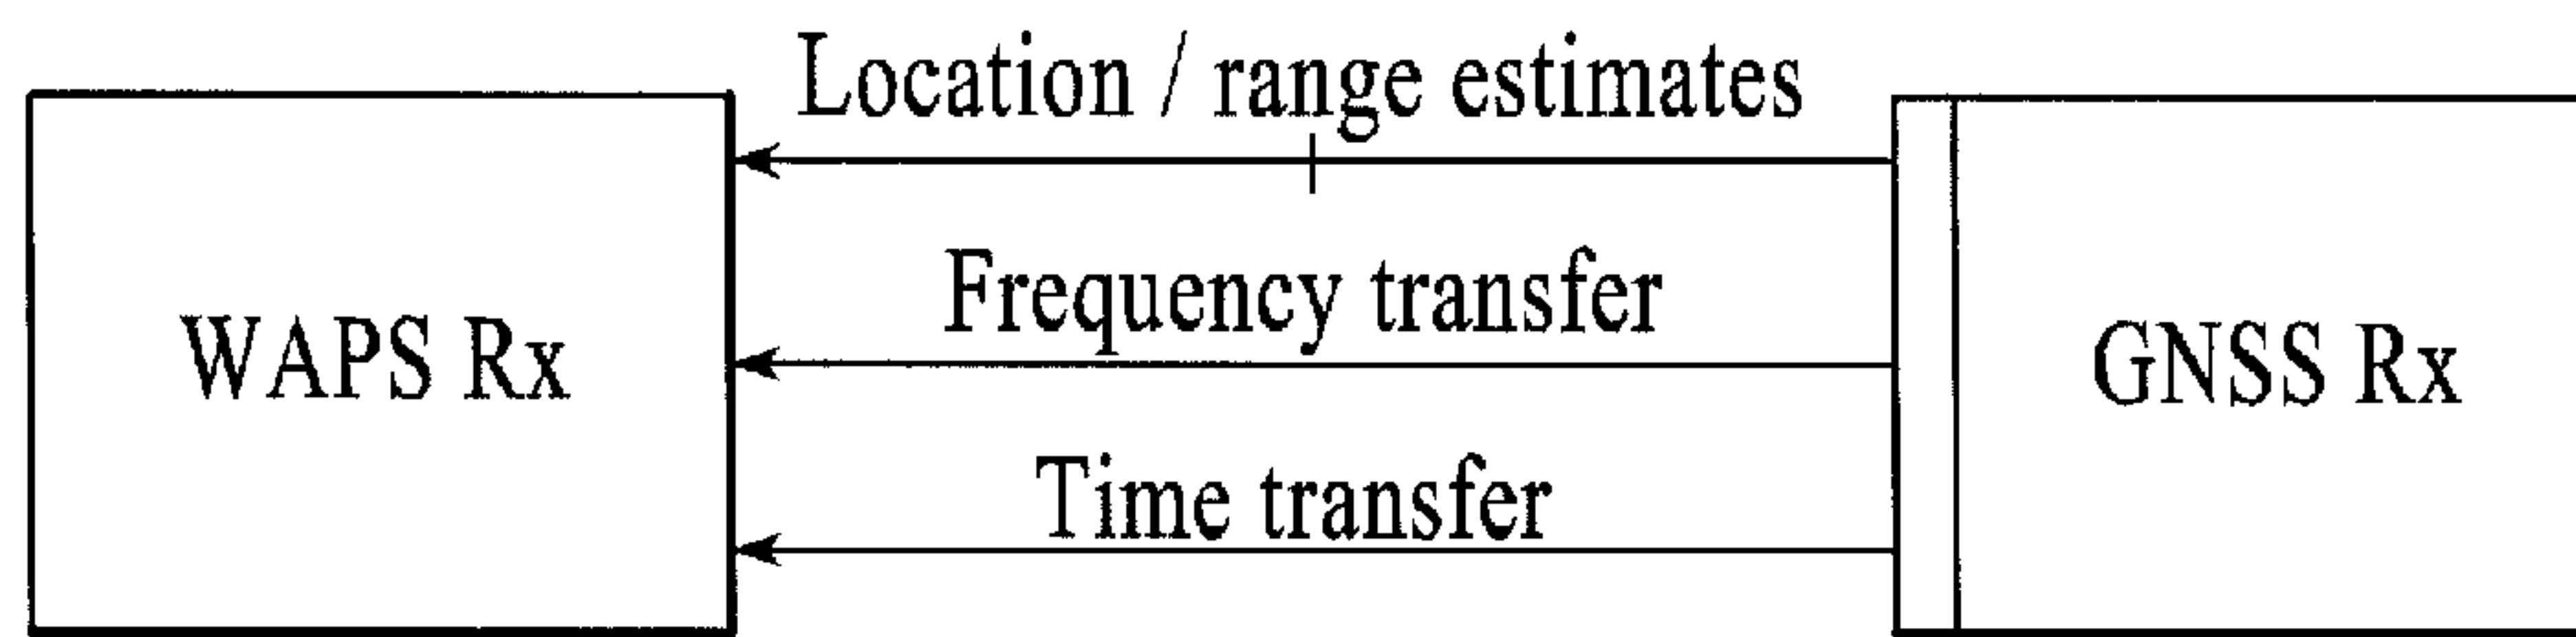 Location / range estimates
Frequency transfer
WAPS Rx
GNSS Rx
Time transfer